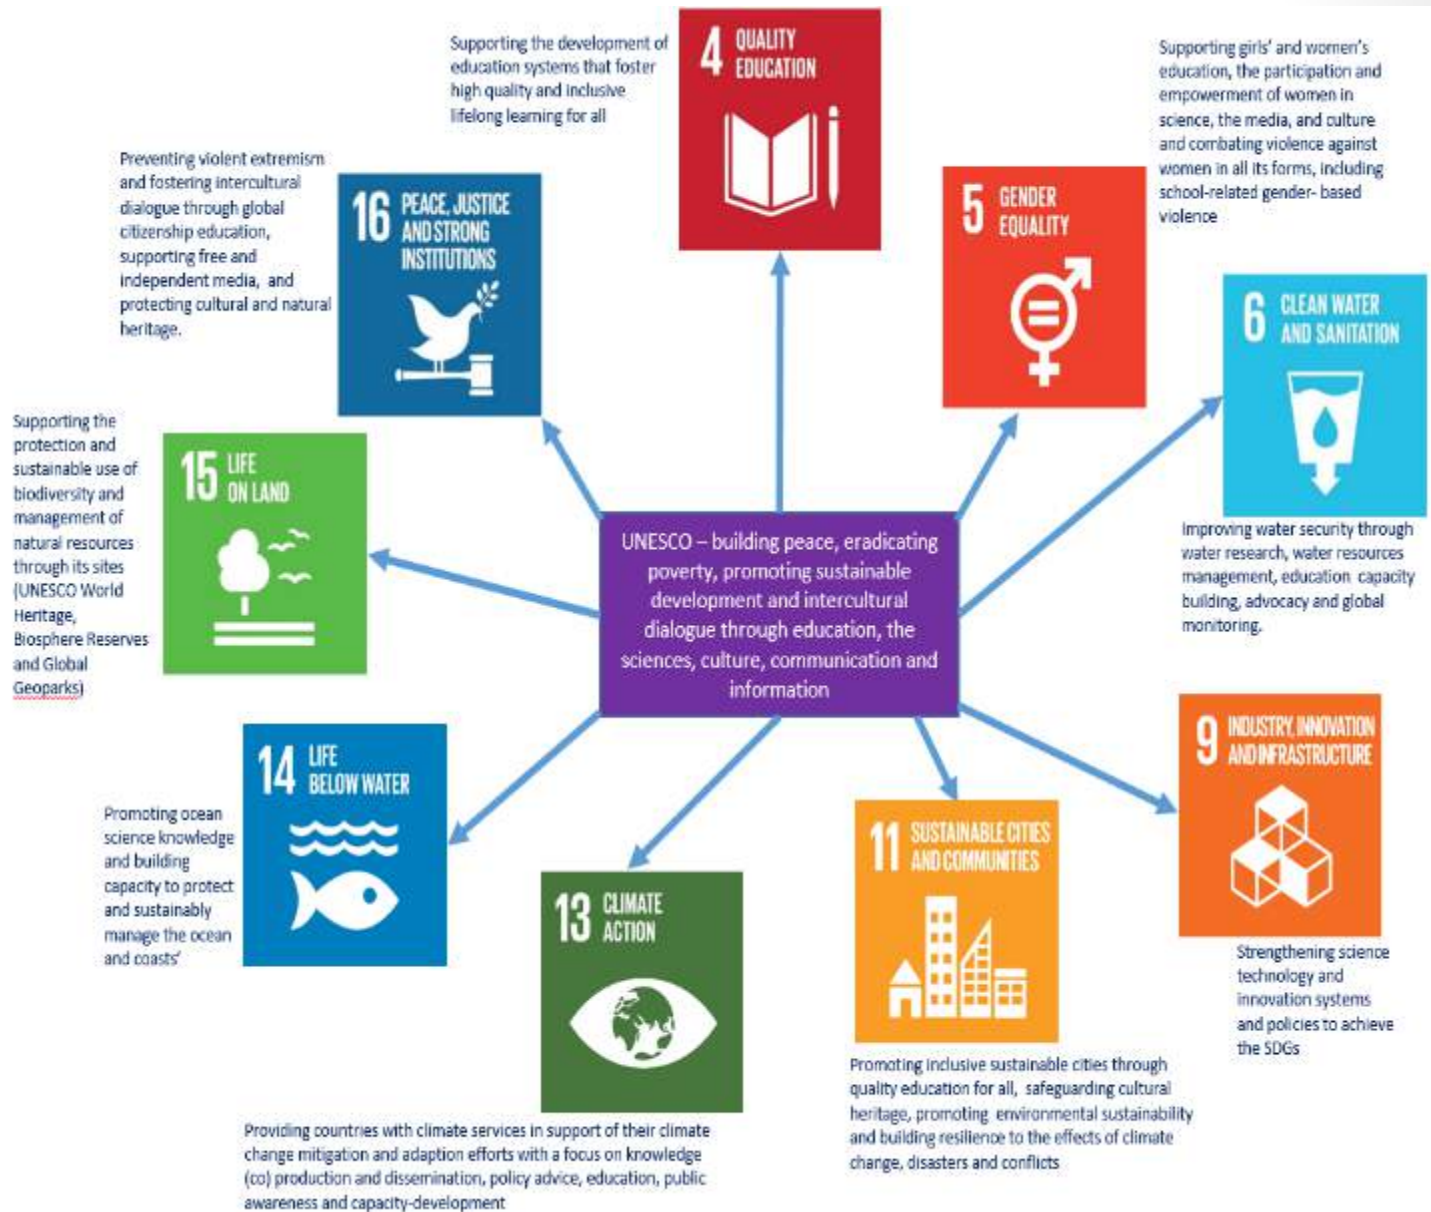 Supporting the development of
education systems that foster
high quality and inclusive
lifelong learning for all
4 QUALITY
EDUCATION
Supporting girls' and women's
education, the participation and
empowerment of women in
science, the media, and culture
and combating violence against
women in all its forms, including
school-related gender- based
violence
5 GENDER
EQUALITY
Preventing violent extremism
and fostering intercultural
dialogue through global
citizenship education,
supporting free and
independent media, and
protecting cultural and natural
heritage.
16 PEACE, JUSTICE
AND STRONG
INSTITUTIONS
6 CLEAN WATER
AND SANITATION
Improving water security through
water research, water resources
management, education capacity
building, advocacy and global
monitoring.
Supporting the
protection and
sustainable use of
biodiversity and
management of
natural resources
through its sites
(UNESCO World
Heritage,
Biosphere Reserves
and Global
Geoparks)
15 LIFE
ON LAND
UNESCO – building peace, eradicating
poverty, promoting sustainable
development and intercultural
dialogue through education, the
sciences, culture, communication and
information
9 INDUSTRY, INNOVATION
AND INFRASTRUCTURE
Strengthening science
technology and
innovation systems
and policies to achieve
the SDGs
14 LIFE
BELOW WATER
Promoting ocean
science knowledge
and building
capacity to protect
and sustainably
manage the ocean
and coasts'
11 SUSTAINABLE CITIES
AND COMMUNITIES
Promoting inclusive sustainable cities through
quality education for all, safeguarding cultural
heritage, promoting environmental sustainability
and building resilience to the effects of climate
change, disasters and conflicts
13 CLIMATE
ACTION
Providing countries with climate services in support of their climate
change mitigation and adaption efforts with a focus on knowledge
(co) production and dissemination, policy advice, education, public
awareness and capacity-development